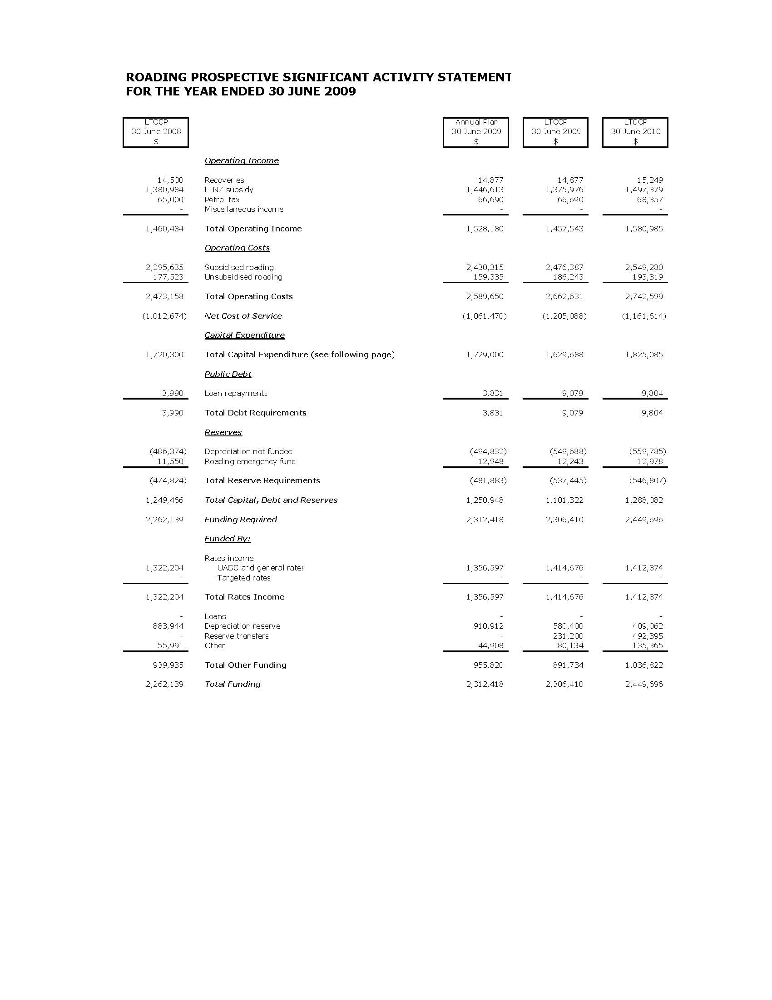 ROADING PROSPECTIVE SIGNIFICANT ACTIVITY STATEMENT
FOR THE YEAR ENDED 30 JUNE 2009
LTCCP Annual Plan LTCCP LTCCP
30 June 2008 30 June 2009 30 June 2009 30 June 2010
$ $ $ $
Operating Income
14,500 Recoveries 14,877 14,877 15,249
1,380,984 LTNZ subsidy 1,446,613 1,375,976 1,497,379
65,000 Petrol tax 66,690 66,690 68,357
- Miscellaneous income - - -
1,460,484 Total Operating Income 1,528,180 1,457,543 1,580,985
Operating Costs
2,295,635 Subsidised roading 2,430,315 2,476,387 2,549,280
177,523 Unsubsidised roading 159,335 186,243 193,319
2,473,158 Total Operating Costs 2,589,650 2,662,631 2,742,599
(1,012,674) Net Cost of Service (1,061,470) (1,205,088) (1,161,614)
Capital Expenditure
1,720,300 Total Capital Expenditure (see following page) 1,729,000 1,629,688 1,825,085
Public Debt
3,990 Loan repayments 3,831 9,079 9,804
3,990 Total Debt Requirements 3,831 9,079 9,804
Reserves
(486,374) Depreciation not funded (494,832) (549,688) (559,785)
11,550 Roading emergency fund 12,948 12,243 12,978
(474,824) Total Reserve Requirements (481,883) (537,445) (546,807)
1,249,466 Total Capital, Debt and Reserves 1,250,948 1,101,322 1,288,082
2,262,139 Funding Required 2,312,418 2,306,410 2,449,696
Funded By:
Rates income
1,322,204 UAGC and general rates 1,356,597 1,414,676 1,412,874
- Targeted rates - - -
1,322,204 Total Rates Income 1,356,597 1,414,676 1,412,874
- Loans - - -
883,944 Depreciation reserve 910,912 580,400 409,062
- Reserve transfers - 231,200 492,395
55,991 Other 44,908 80,134 135,365
939,935 Total Other Funding 955,820 891,734 1,036,822
2,262,139 Total Funding 2,312,418 2,306,410 2,449,696